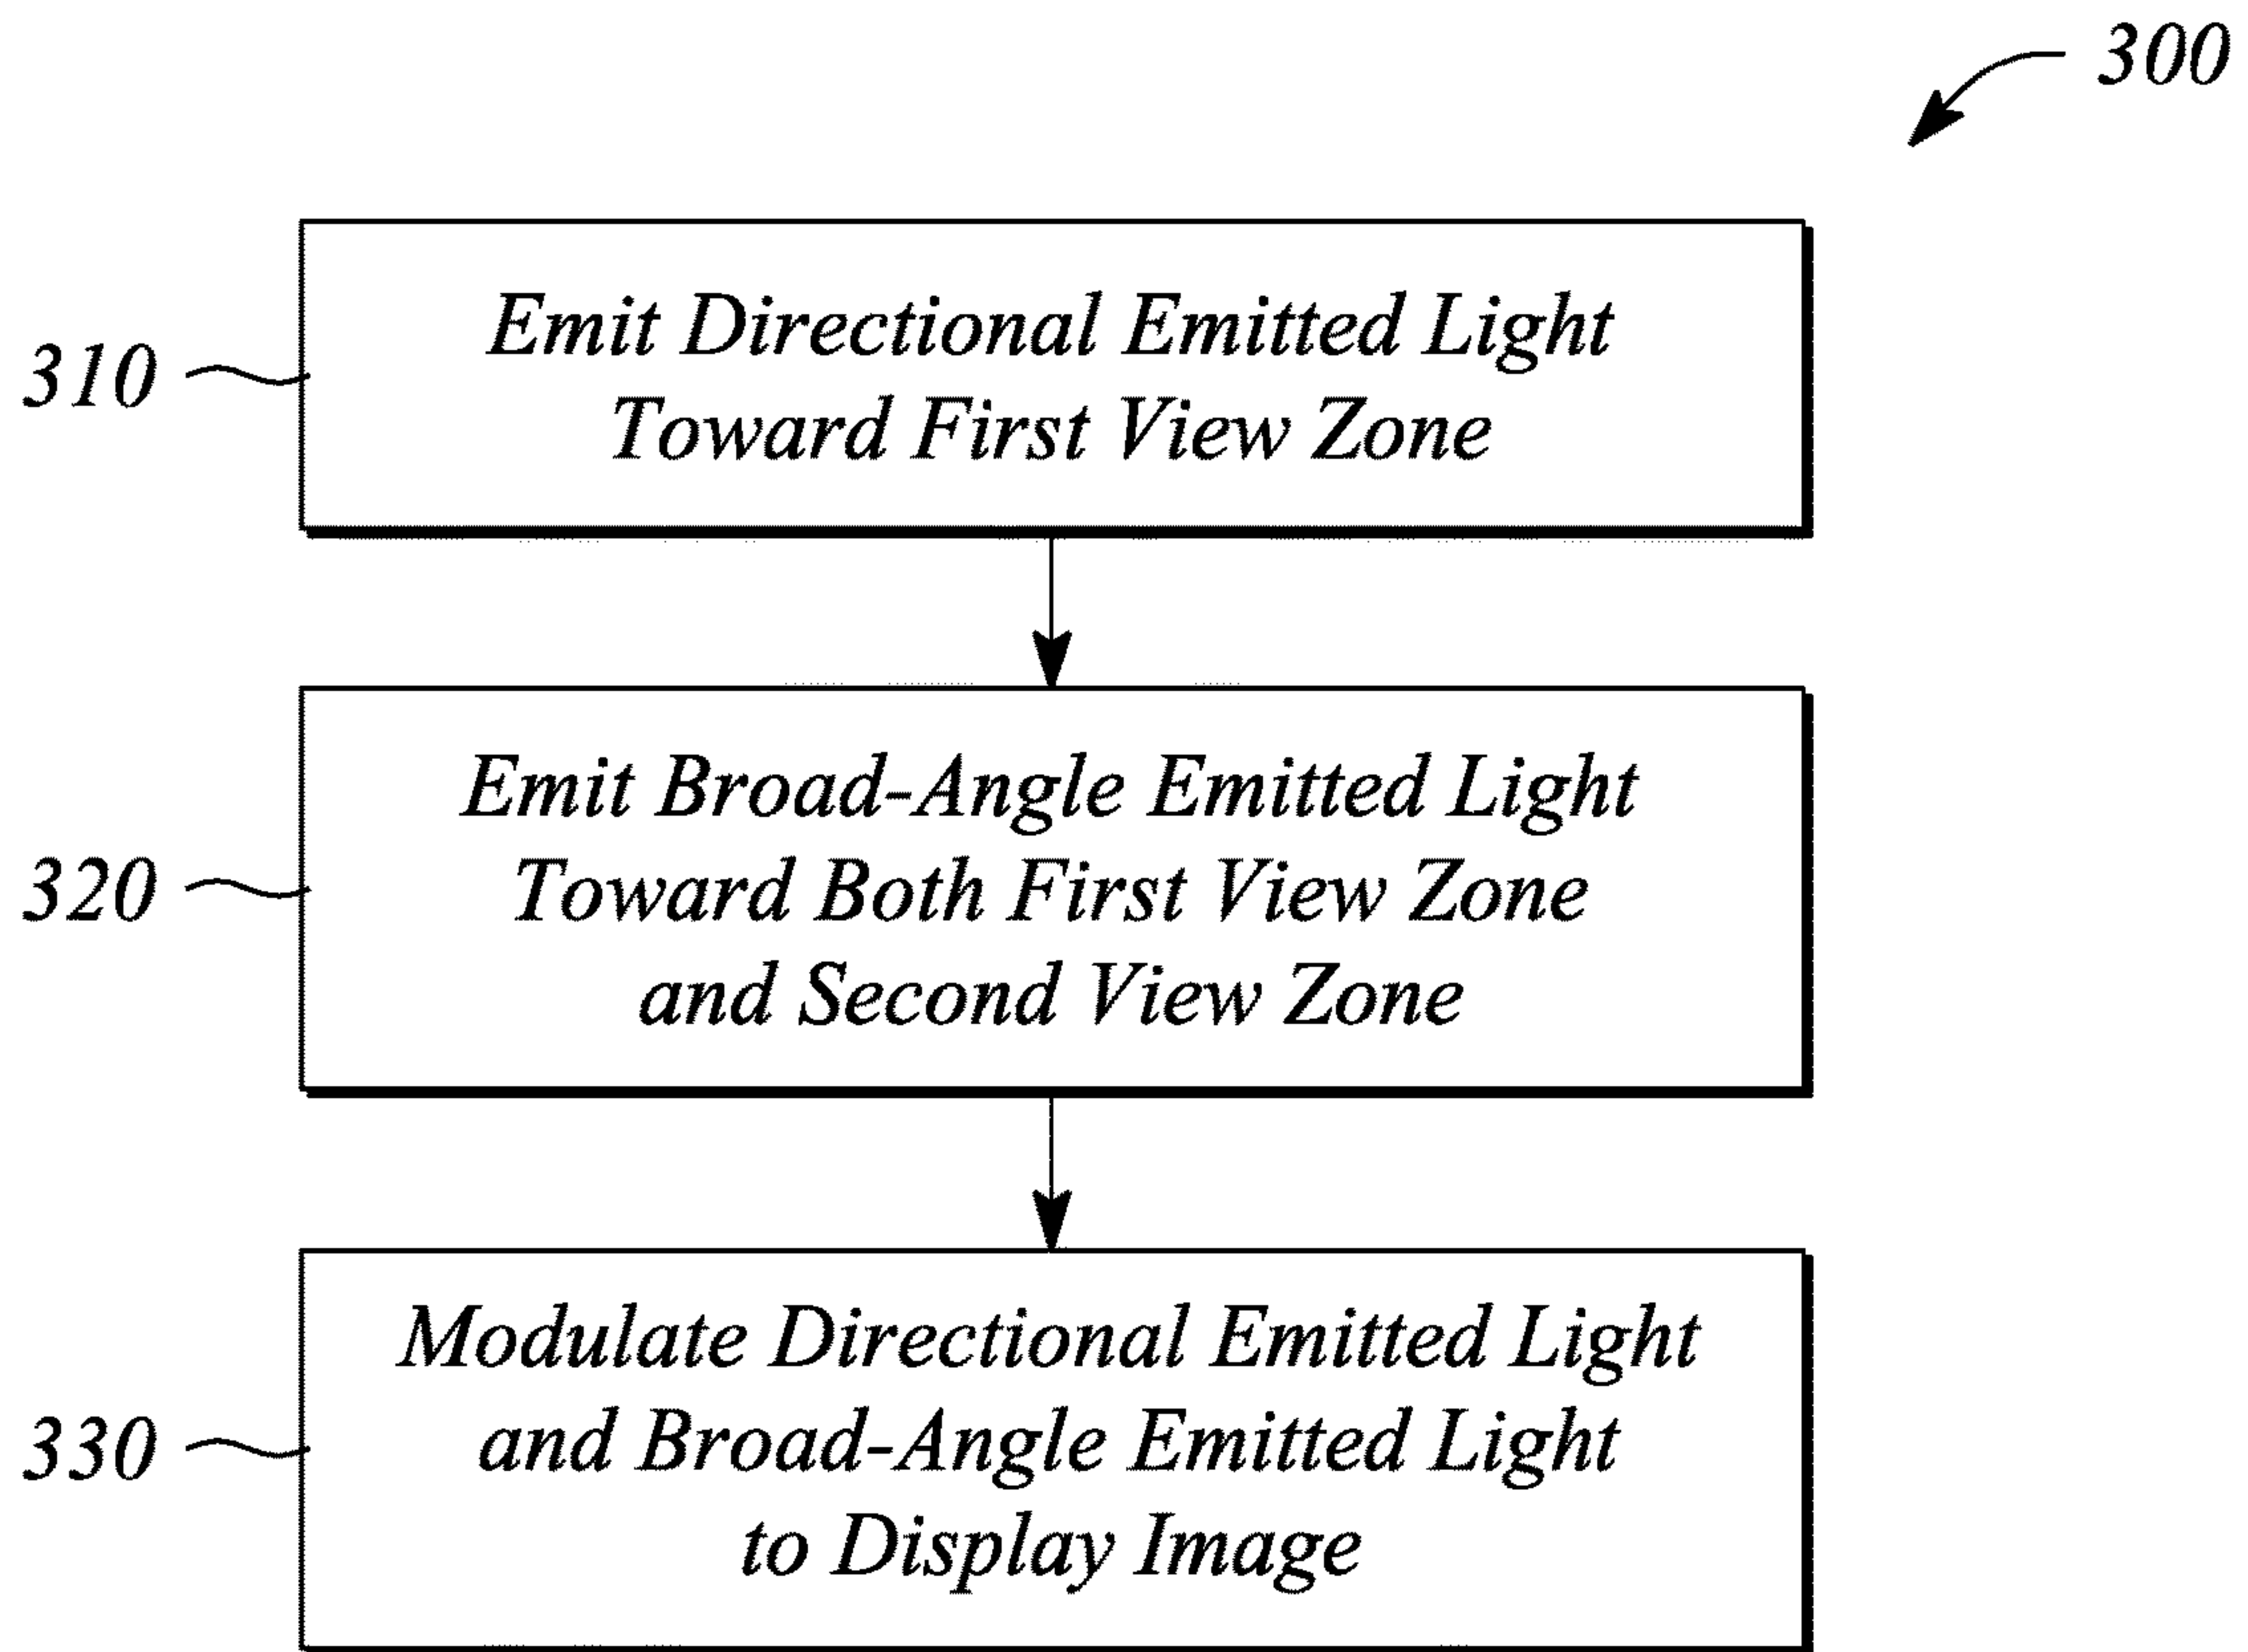 300
310
Emit Directional Emitted Light
Toward First View Zone
320
Emit Broad-Angle Emitted Light
Toward Both First View Zone
and Second View Zone
330
Modulate Directional Emitted Light
and Broad-Angle Emitted Light
to Display Image